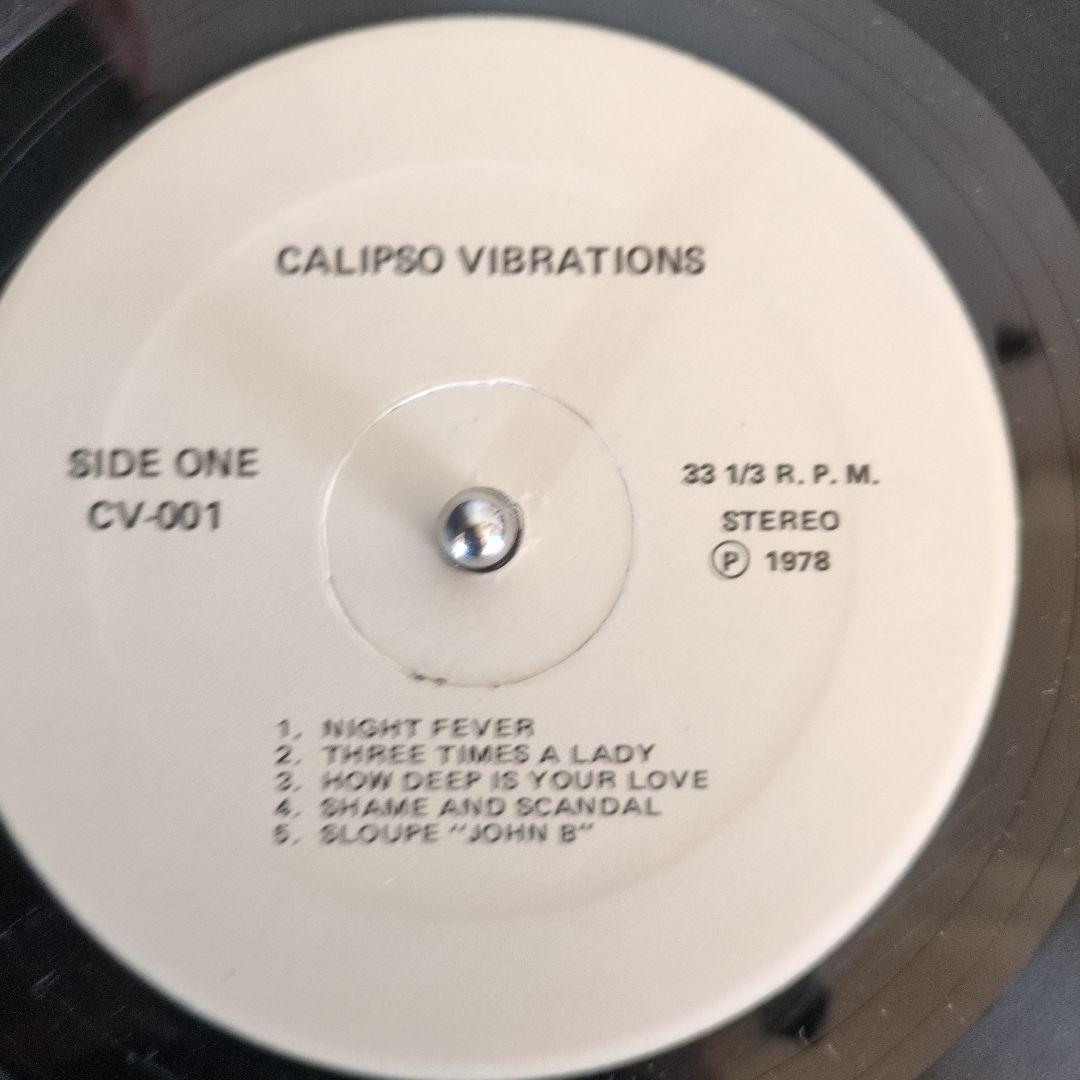 CALIPSO VIBRATIONS
SIDE ONE
CV-001
33 1/3 R. P. M.
STEREO
Ⓟ 1978
1. NIGHT FEVER
2. THREE TIMES A LADY
3. HOW DEEP IS YOUR LOVE
4. SHAME AND SCANDAL
5. SLOUPE "JOHN B"